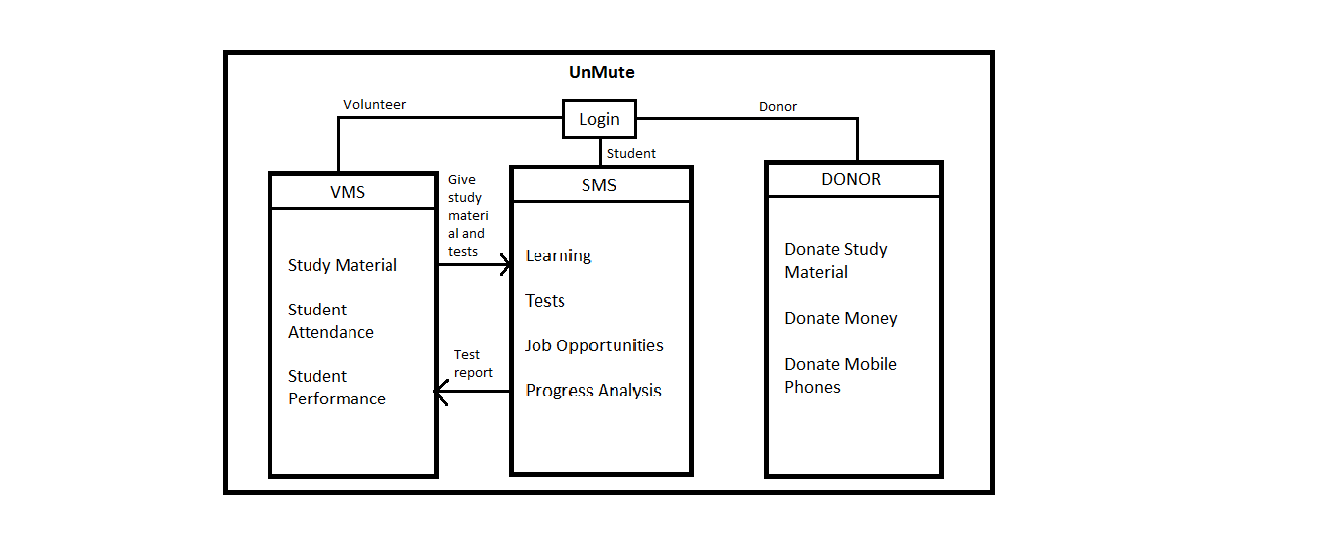 UnMute
Volunteer
Login
Donor
Student
VMS
Study Material
Student
Attendance
Student
Performance
Give
study
materi
al and
tests
Test
report
SMS
Learning
Tests
Job Opportunities
Progress Analysis
DONOR
Donate Study
Material
Donate Money
Donate Mobile
Phones